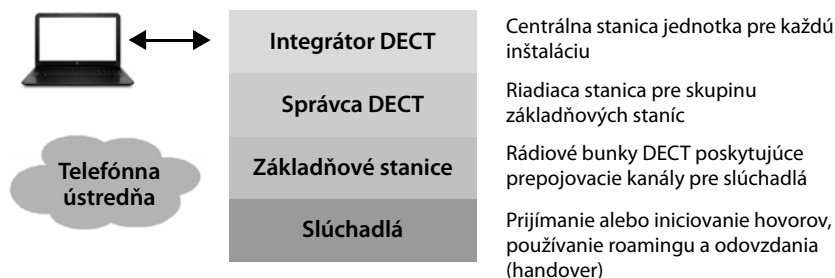 Integrátor DECT
Centrálna stanica jednotka pre každú
inštaláciu
Správca DECT
Riadiaca stanica pre skupinu
základňových staníc
Telefónna
ústredňa
Základňové stanice
Rádiové bunky DECT poskytujúce
prepojovacie kanály pre slúchadlá
Slúchadlá
Prijímanie alebo iniciovanie hovorov,
používanie roamingu a odovzdania
(handover)